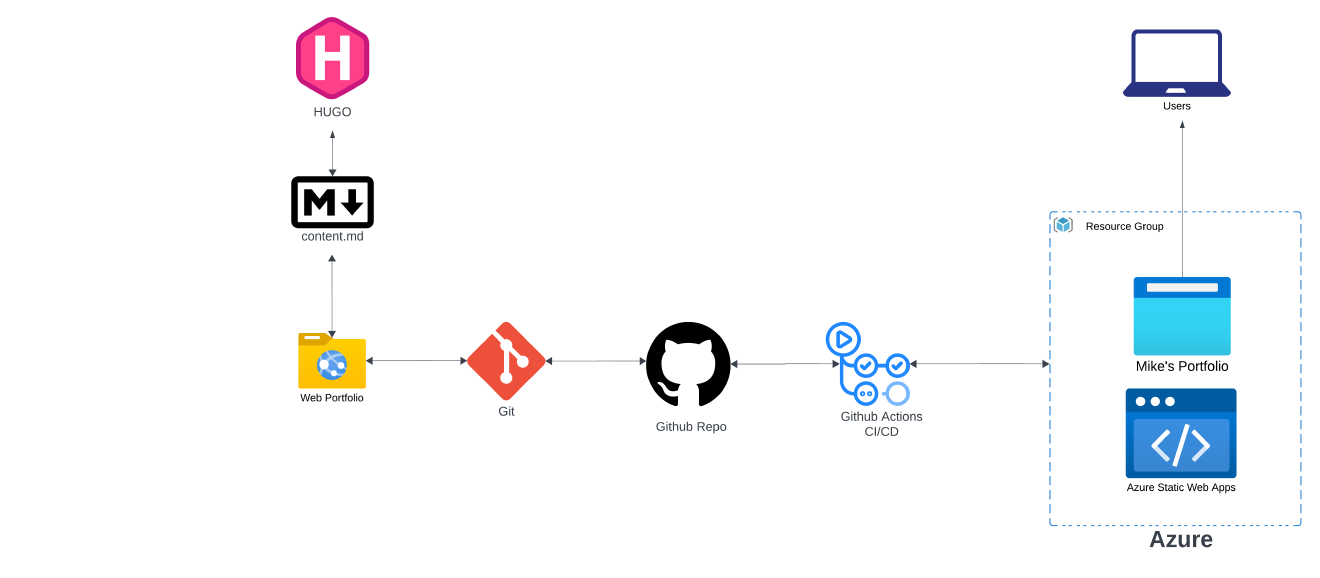 H
HUGO
M
content.md
Web Portfolio
Git
Github Repo
Github Actions
CI/CD
Users
Resource Group
Mike's Portfolio
</>
Azure Static Web Apps
Azure